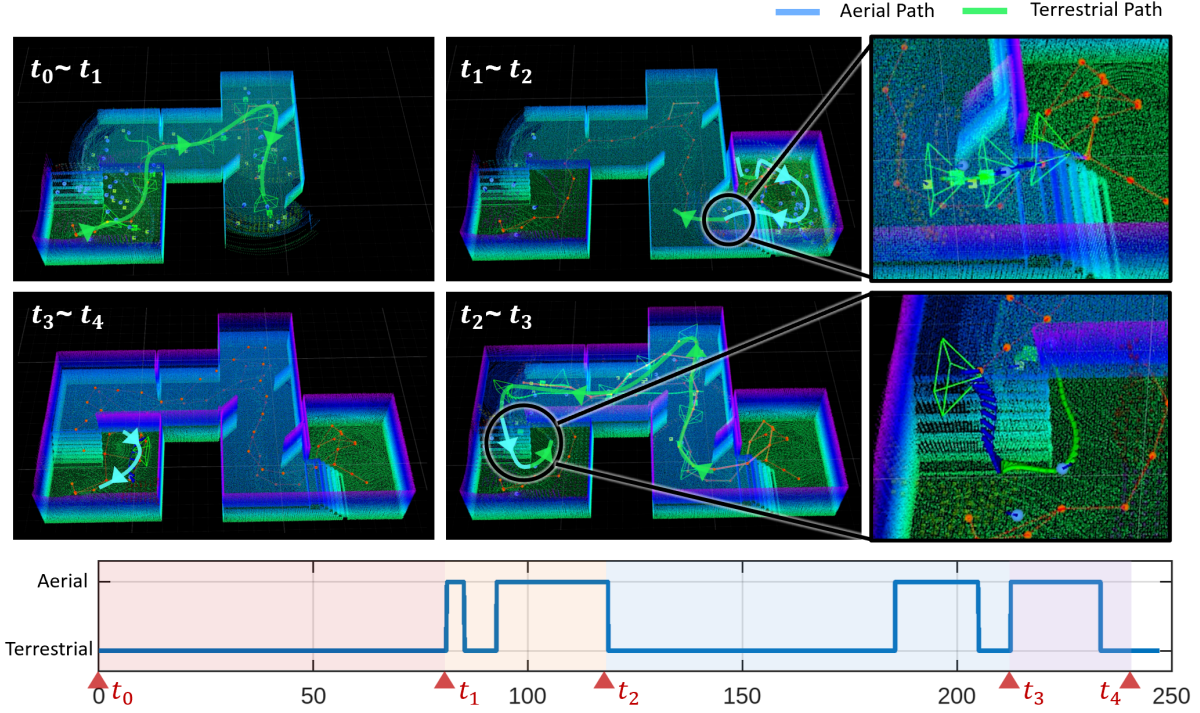 Aerial Path Terrestrial Path
t₀~ t₁
t₁~ t₂
t₃~ t₄
t₂~ t₃
Aerial
Terrestrial
0 50 100 150 200 250
t₀ t₁ t₂ t₃ t₄